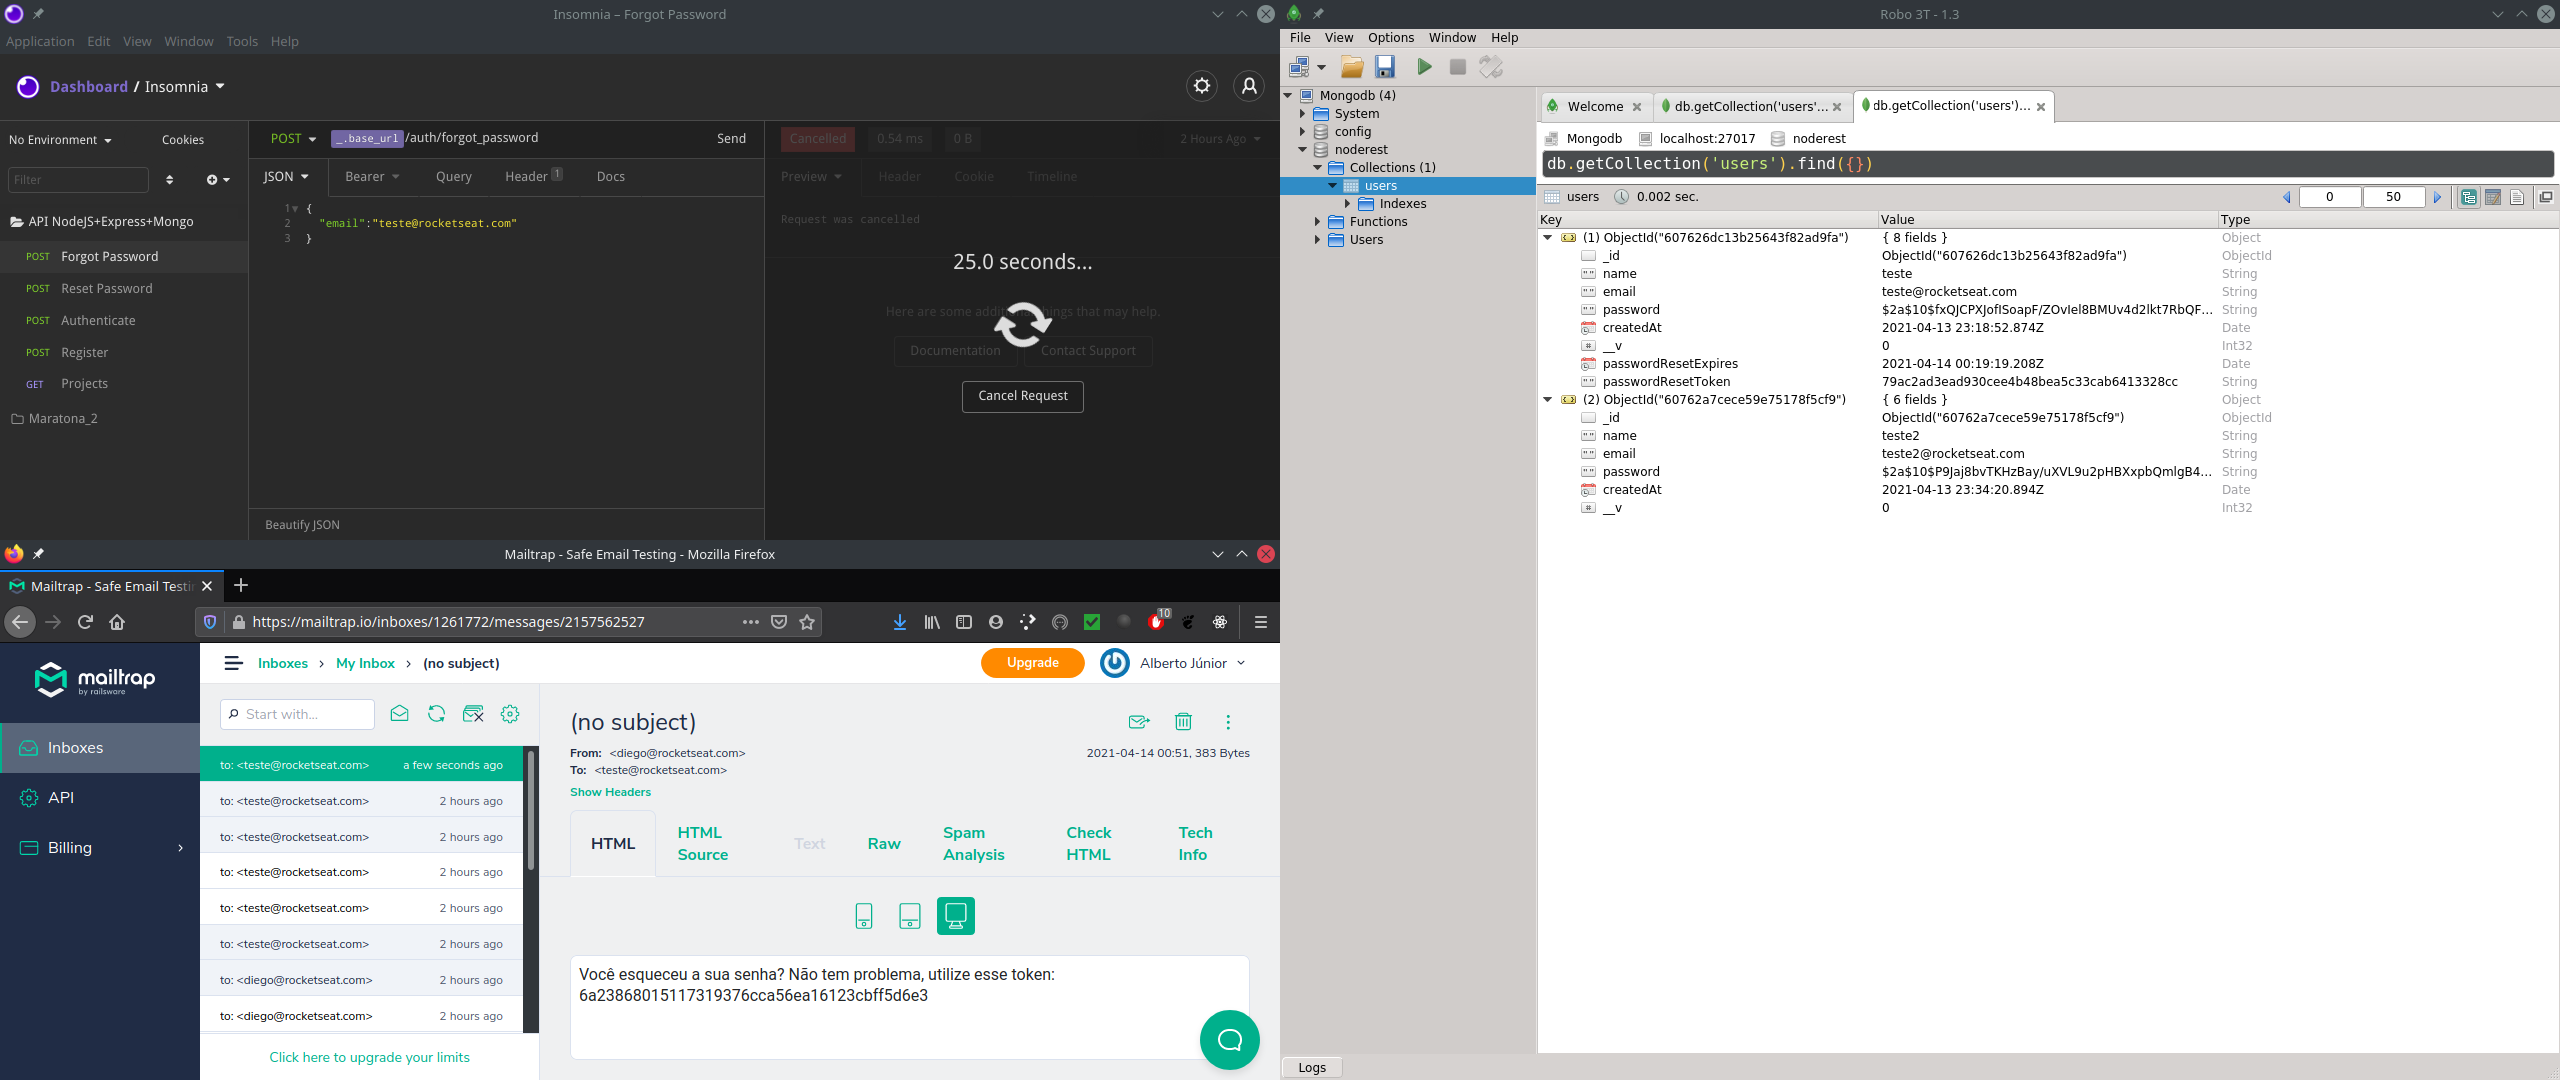 Insomnia – Forgot Password
Application Edit View Window Tools Help
Dashboard / Insomnia
No Environment Cookies
Filter
API NodeJS+Express+Mongo
POST Forgot Password
POST Reset Password
POST Authenticate
POST Register
GET Projects
Maratona_2
POST _.base_url /auth/forgot_password Send
JSON Bearer Query Header 1 Docs
1 {
2 "email":"teste@rocketseat.com"
3 }
Beautify JSON
Cancelled 0.54 ms 0 B 2 Hours Ago
Preview Header Cookie Timeline
Request was cancelled
25.0 seconds...
Here are some additional things that may help.
Documentation Contact Support
Cancel Request
Mailtrap - Safe Email Testing - Mozilla Firefox
Mailtrap - Safe Email Testi
https://mailtrap.io/inboxes/1261772/messages/2157562527
10
mailtrap
by railsware
Inboxes
API
Billing
Inboxes › My Inbox › (no subject)
Upgrade
Alberto Júnior
Start with...
to: <teste@rocketseat.com> a few seconds ago
to: <teste@rocketseat.com> 2 hours ago
to: <teste@rocketseat.com> 2 hours ago
to: <teste@rocketseat.com> 2 hours ago
to: <teste@rocketseat.com> 2 hours ago
to: <teste@rocketseat.com> 2 hours ago
to: <diego@rocketseat.com> 2 hours ago
to: <diego@rocketseat.com> 2 hours ago
Click here to upgrade your limits
(no subject)
From: <diego@rocketseat.com> 2021-04-14 00:51, 383 Bytes
To: <teste@rocketseat.com>
Show Headers
HTML
HTML Source
Text
Raw
Spam Analysis
Check HTML
Tech Info
Você esqueceu a sua senha? Não tem problema, utilize esse token:
6a23868015117319376cca56ea16123cbff5d6e3
Robo 3T - 1.3
File View Options Window Help
Mongodb (4)
System
config
noderest
Collections (1)
users
Indexes
Functions
Users
Welcome
db.getCollection('users'...
db.getCollection('users')...
Mongodb localhost:27017 noderest
db.getCollection('users').find({})
users 0.002 sec. 0 50
Key Value Type
(1) ObjectId("607626dc13b25643f82ad9fa") { 8 fields } Object
_id ObjectId("607626dc13b25643f82ad9fa") ObjectId
name teste String
email teste@rocketseat.com String
password $2a$10$fxQJCPXJofISoapF/ZOvIel8BMUv4d2lkt7RbQF... String
createdAt 2021-04-13 23:18:52.874Z Date
__v 0 Int32
passwordResetExpires 2021-04-14 00:19:19.208Z Date
passwordResetToken 79ac2ad3ead930cee4b48bea5c33cab6413328cc String
(2) ObjectId("60762a7cece59e75178f5cf9") { 6 fields } Object
_id ObjectId("60762a7cece59e75178f5cf9") ObjectId
name teste2 String
email teste2@rocketseat.com String
password $2a$10$P9Jaj8bvTKHzBay/uXVL9u2pHBXxpbQmlgB4... String
createdAt 2021-04-13 23:34:20.894Z Date
__v 0 Int32
Logs